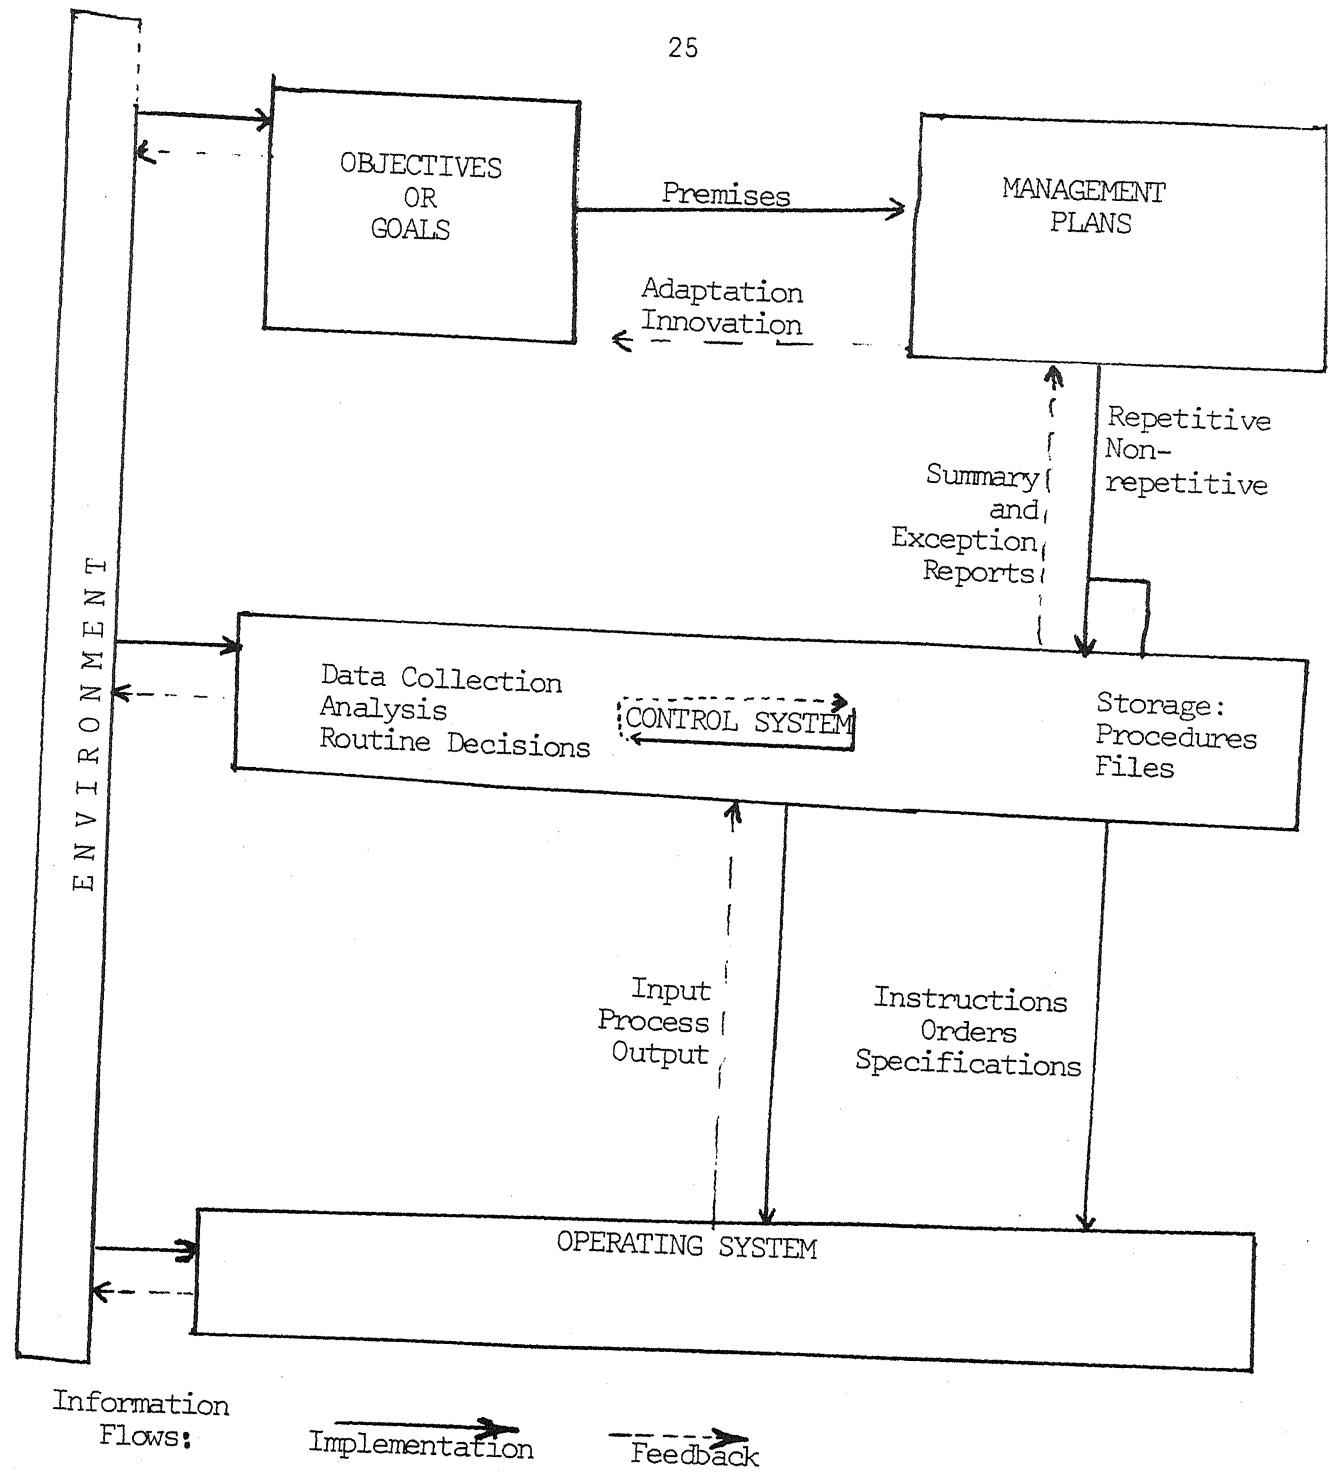 25
OBJECTIVES
OR
GOALS
Premises
MANAGEMENT
PLANS
Adaptation
Innovation
Repetitive
Non-
repetitive
Summary
and
Exception
Reports
ENVIRONMENT
Data Collection
Analysis
Routine Decisions
CONTROL SYSTEM
Storage:
Procedures
Files
Input
Process
Output
Instructions
Orders
Specifications
OPERATING SYSTEM
Information
Flows:
Implementation
Feedback